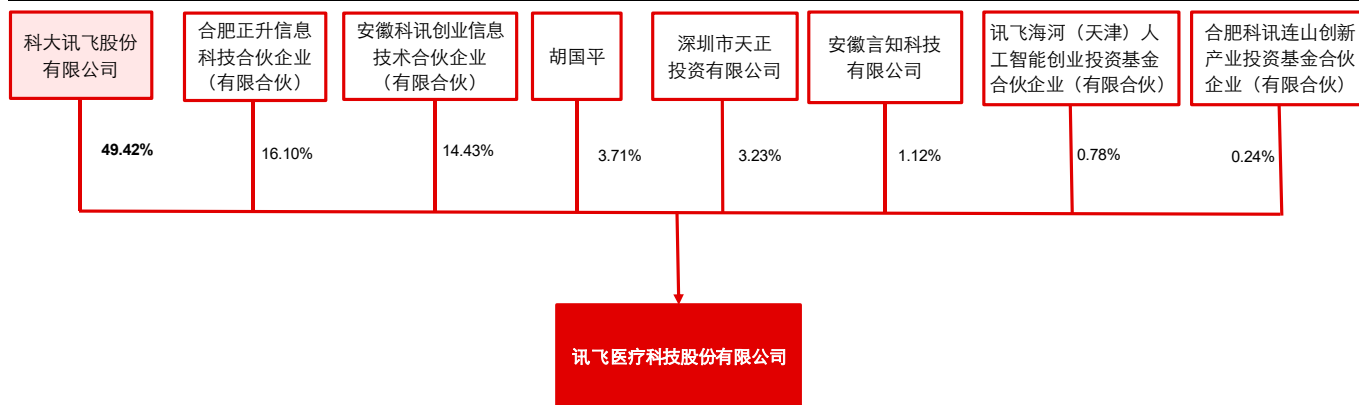 科大讯飞股份
有限公司
合肥正升信息
科技合伙企业
（有限合伙）
安徽科讯创业信息
技术合伙企业
（有限合伙）
胡国平
深圳市天正
投资有限公司
安徽言知科技
有限公司
讯飞海河（天津）人
工智能创业投资基金
合伙企业（有限合伙）
合肥科讯连山创新
产业投资基金合伙
企业（有限合伙）
49.42%
16.10%
14.43%
3.71%
3.23%
1.12%
0.78%
0.24%
讯飞医疗科技股份有限公司